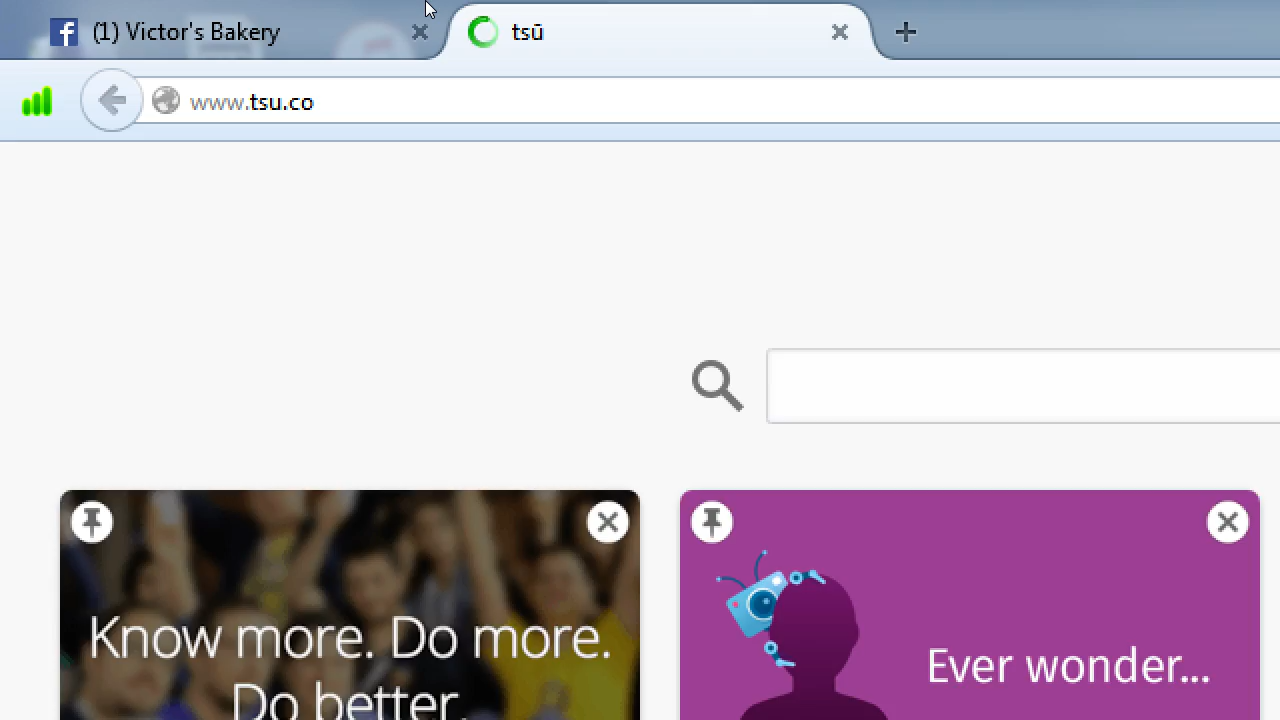 (1) Victor's Bakery
tsū
www.tsu.co
Know more. Do more.
Do better.
Ever wonder...